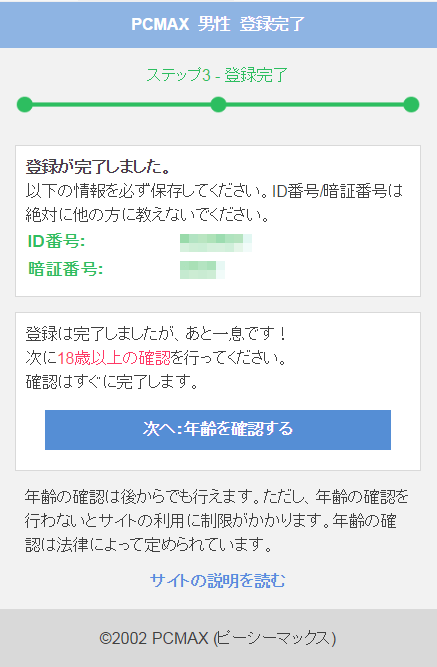 PCMAX 男性 登録完了
ステップ3 - 登録完了
登録が完了しました。
以下の情報を必ず保存してください。ID番号/暗証番号は
絶対に他の方に教えないでください。
ID番号:
暗証番号:
登録は完了しましたが、あと一息です！
次に18歳以上の確認を行ってください。
確認はすぐに完了します。
次へ:年齢を確認する
年齢の確認は後からでも行えます。ただし、年齢の確認を
行わないとサイトの利用に制限がかかります。年齢の確
認は法律によって定められています。
サイトの説明を読む
©2002 PCMAX (ピーシーマックス)